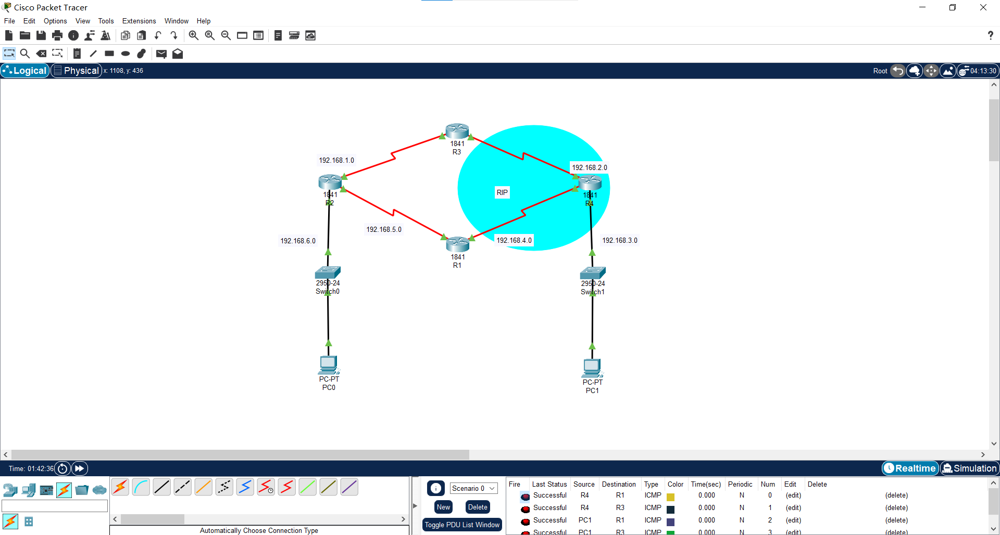 Cisco Packet Tracer
File Edit Options View Tools Extensions Window Help
Logical Physical x: 1108, y: 436 Root 04:13:30
1841
R3
192.168.1.0
192.168.2.0
RIP
1841
R2
1841
R4
192.168.5.0
192.168.6.0
192.168.4.0
192.168.3.0
1841
R1
2950-24
Switch0
2950-24
Switch1
PC-PT
PC0
PC-PT
PC1
Time: 01:42:36 Realtime Simulation
Scenario 0
New Delete
Toggle PDU List Window
Automatically Choose Connection Type
Fire Last Status Source Destination Type Color Time(sec) Periodic Num Edit Delete
Successful R4 R1 ICMP 0.000 N 0 (edit) (delete)
Successful R4 R3 ICMP 0.000 N 1 (edit) (delete)
Successful PC1 R1 ICMP 0.000 N 2 (edit) (delete)
Successful PC1 R3 ICMP 0.000 N 3 (edit) (delete)